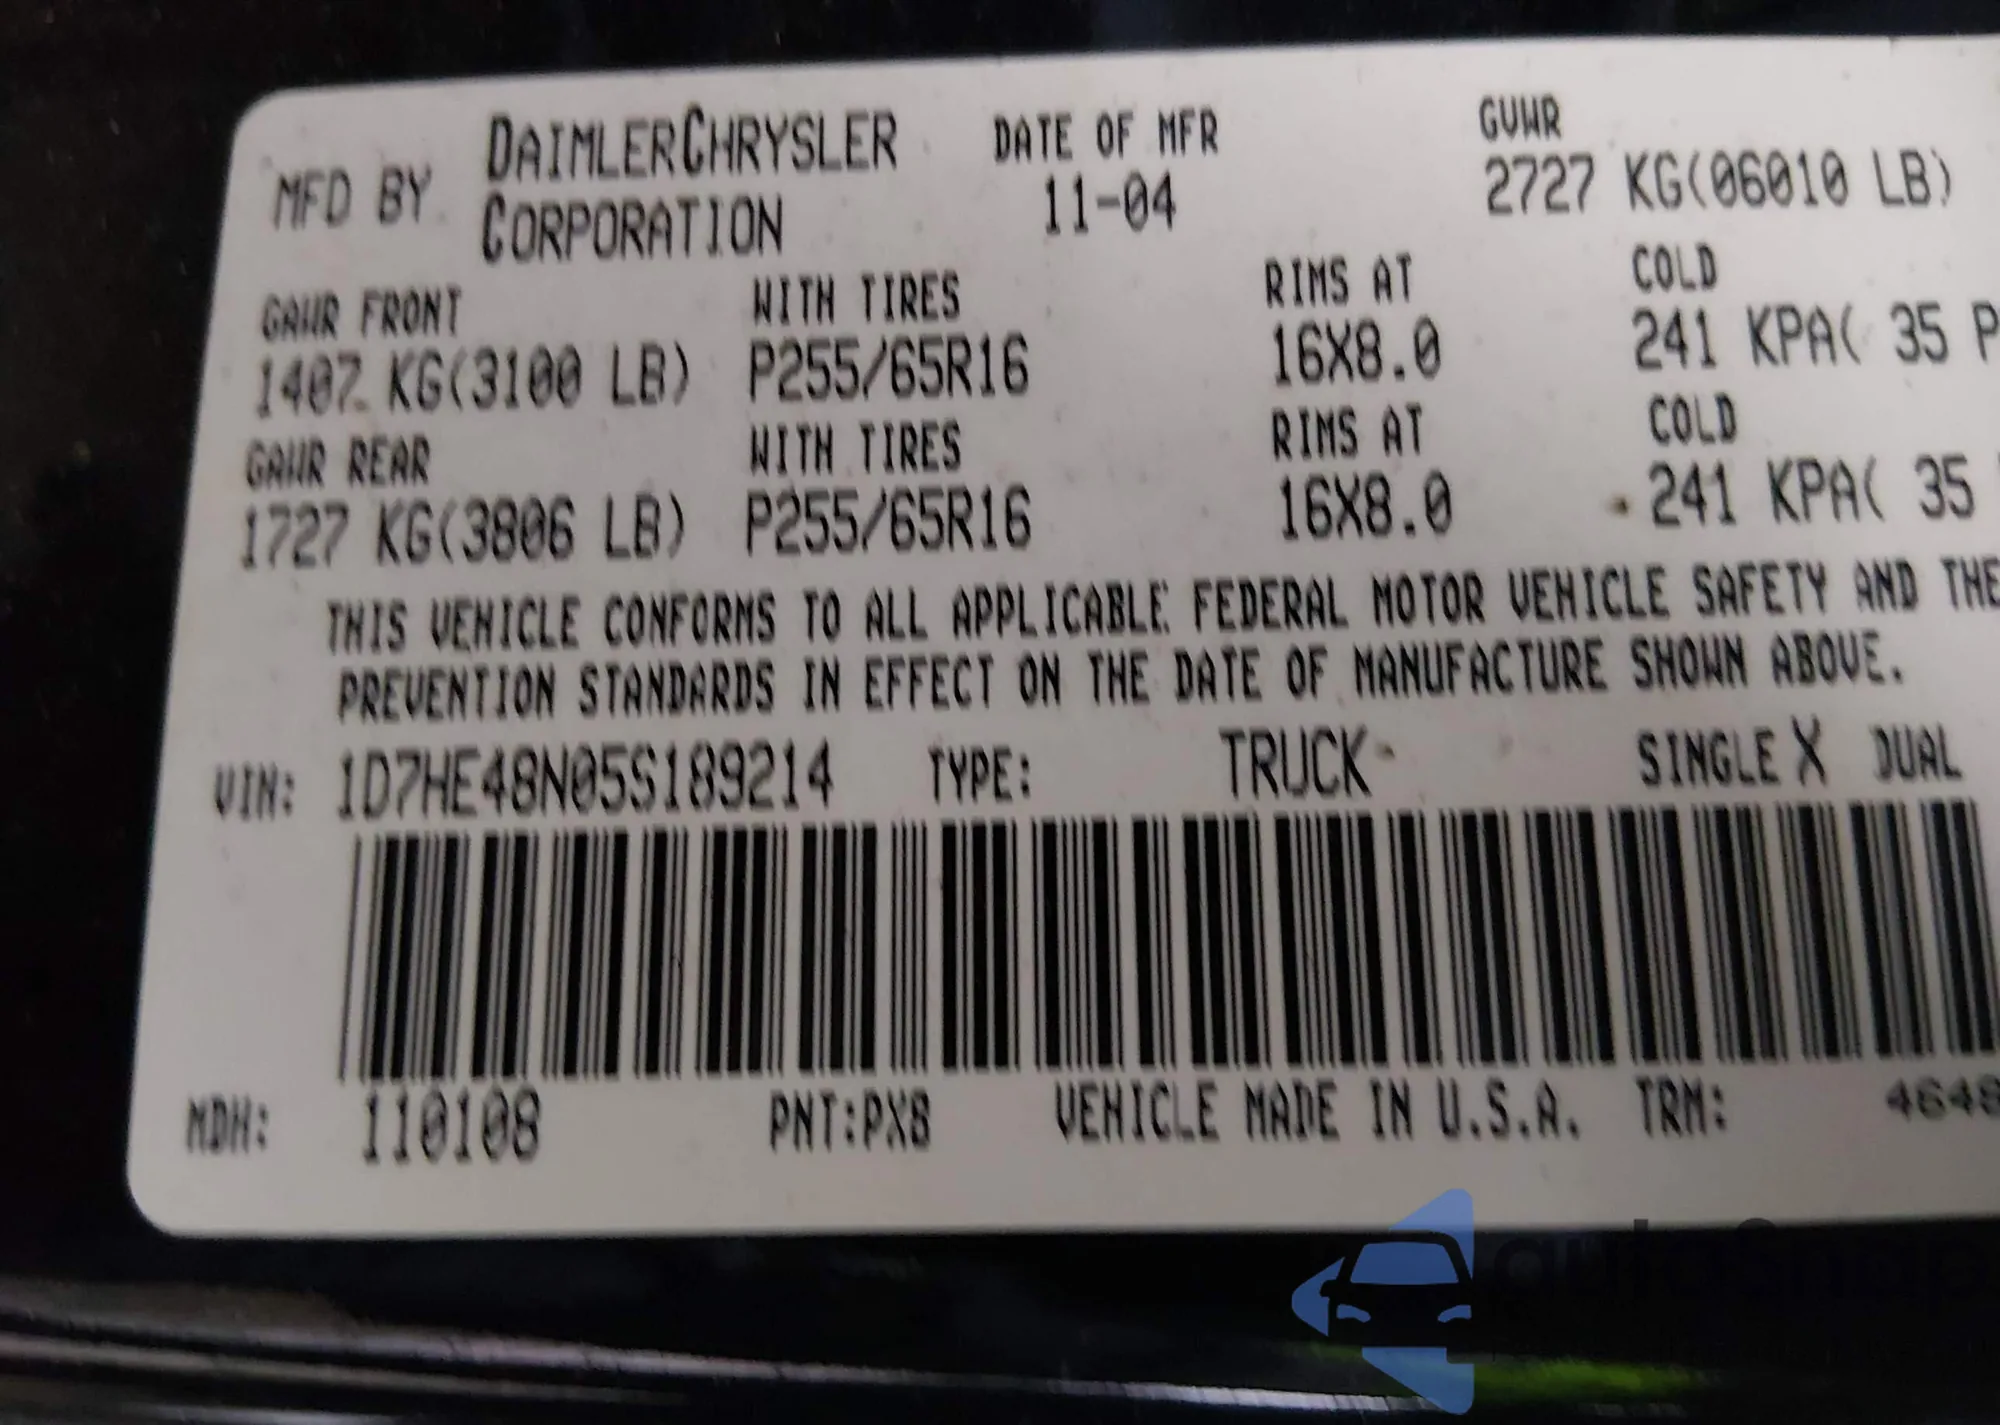 MFD BY DAIMLERCHRYSLER CORPORATION DATE OF MFR 11-04 GVWR 2727 KG(06010 LB)
GAWR FRONT WITH TIRES RIMS AT COLD
1407 KG(3100 LB) P255/65R16 16X8.0 241 KPA( 35 P
GAWR REAR WITH TIRES RIMS AT COLD
1727 KG(3806 LB) P255/65R16 16X8.0 241 KPA( 35
THIS VEHICLE CONFORMS TO ALL APPLICABLE FEDERAL MOTOR VEHICLE SAFETY AND THE
PREVENTION STANDARDS IN EFFECT ON THE DATE OF MANUFACTURE SHOWN ABOVE.
VIN: 1D7HE48N05S189214 TYPE: TRUCK SINGLE X DUAL
MDH: 110108 PNT:PX8 VEHICLE MADE IN U.S.A. TRM: 4648